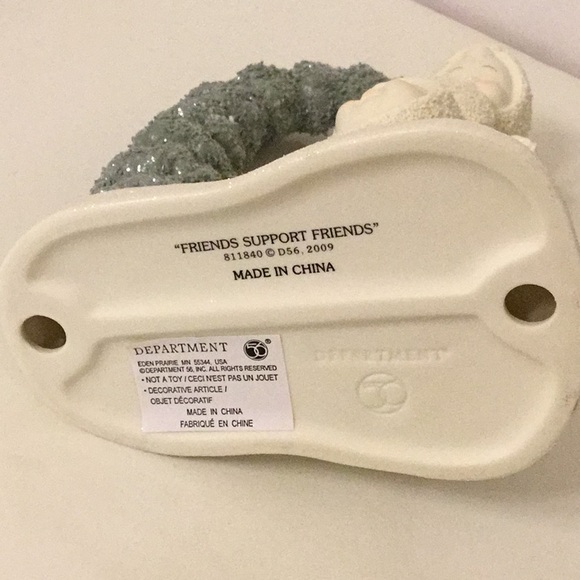 "FRIENDS SUPPORT FRIENDS"
811840 © D56, 2009
MADE IN CHINA
DEPARTMENT 56 ®
EDEN PRAIRIE, MN 55344, USA
©DEPARTMENT 56, INC. ALL RIGHTS RESERVED
• NOT A TOY / CECI N'EST PAS UN JOUET
• DECORATIVE ARTICLE /
OBJET DÉCORATIF
MADE IN CHINA
FABRIQUÉ EN CHINE
DEPARTMENT
56